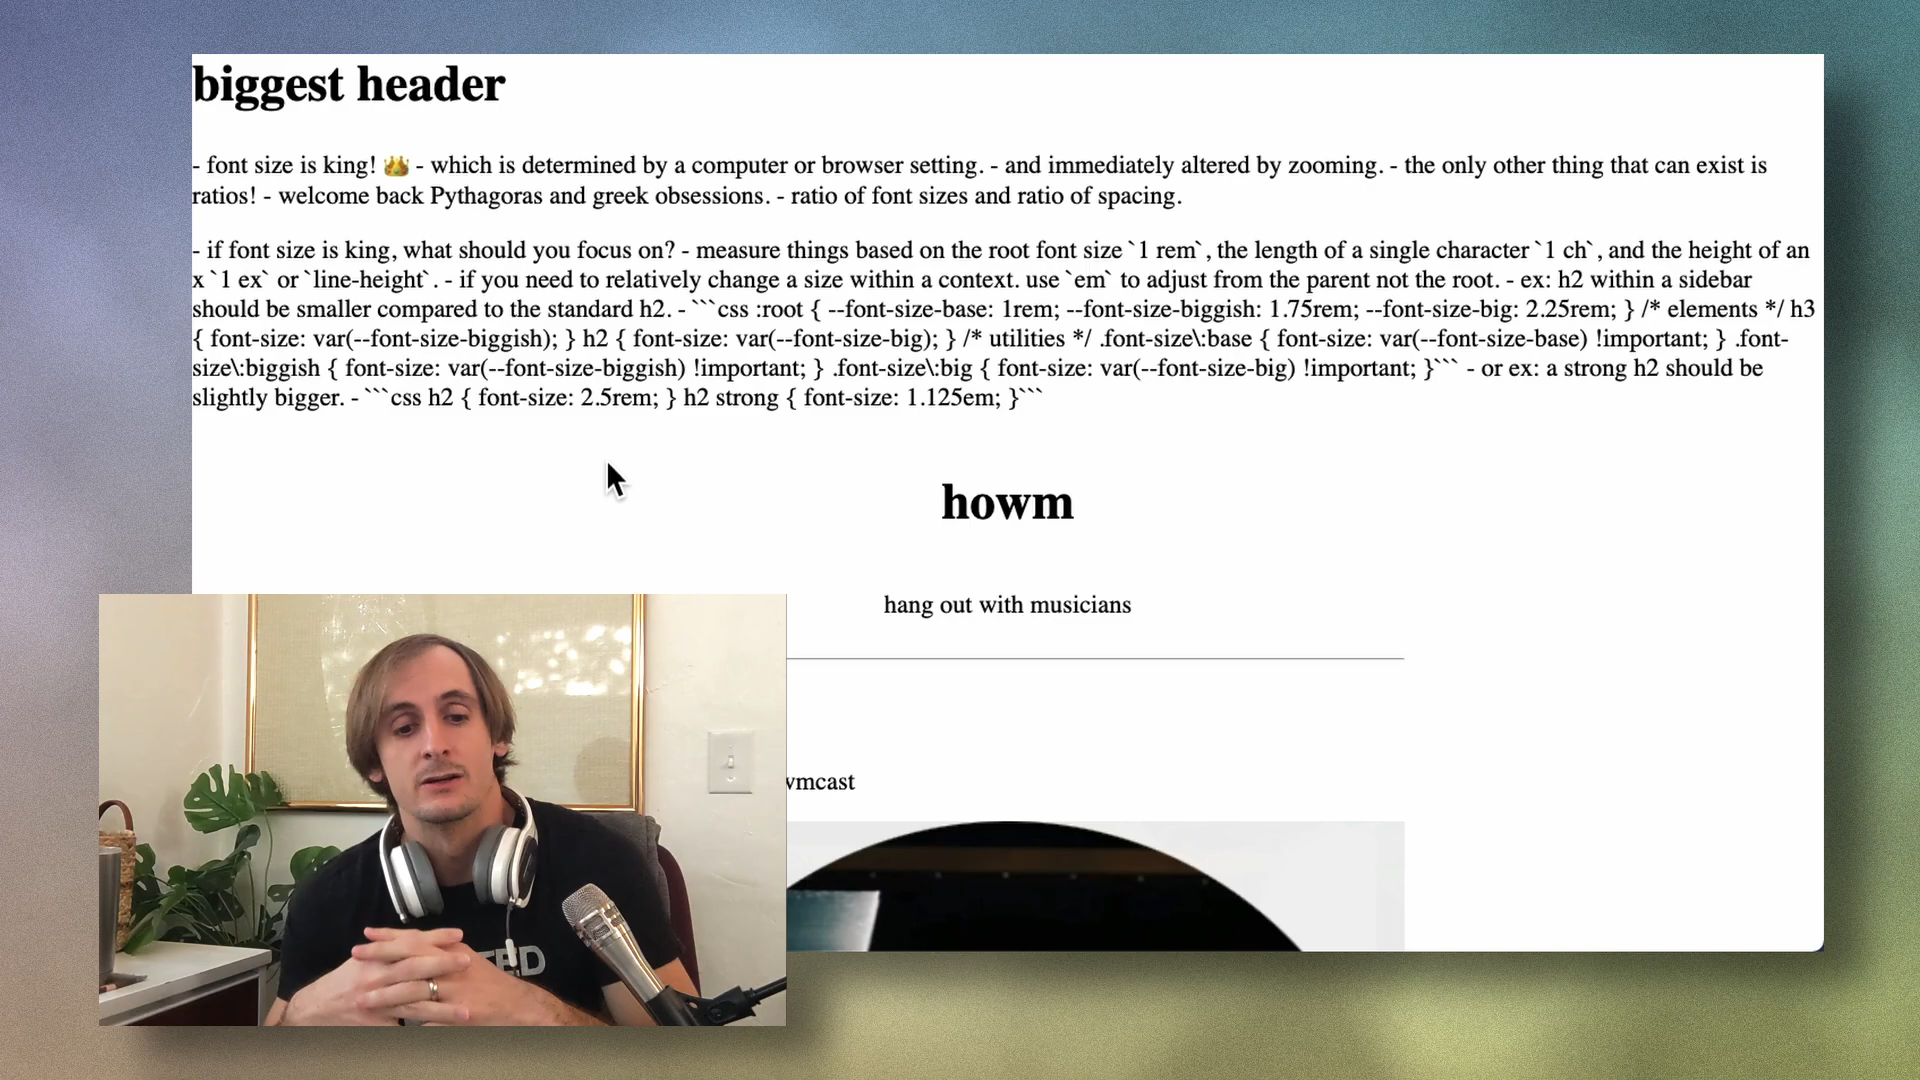 biggest header
- font size is king! 👑 - which is determined by a computer or browser setting. - and immediately altered by zooming. - the only other thing that can exist is
ratios! - welcome back Pythagoras and greek obsessions. - ratio of font sizes and ratio of spacing.
- if font size is king, what should you focus on? - measure things based on the root font size `1 rem`, the length of a single character `1 ch`, and the height of an
x `1 ex` or `line-height`. - if you need to relatively change a size within a context. use `em` to adjust from the parent not the root. - ex: h2 within a sidebar
should be smaller compared to the standard h2. - ```css :root { --font-size-base: 1rem; --font-size-biggish: 1.75rem; --font-size-big: 2.25rem; } /* elements */ h3
{ font-size: var(--font-size-biggish); } h2 { font-size: var(--font-size-big); } /* utilities */ .font-size\:base { font-size: var(--font-size-base) !important; } .font-
size\:biggish { font-size: var(--font-size-biggish) !important; } .font-size\:big { font-size: var(--font-size-big) !important; }``` - or ex: a strong h2 should be
slightly bigger. - ```css h2 { font-size: 2.5rem; } h2 strong { font-size: 1.125em; }```
howm
hang out with musicians
wmcast